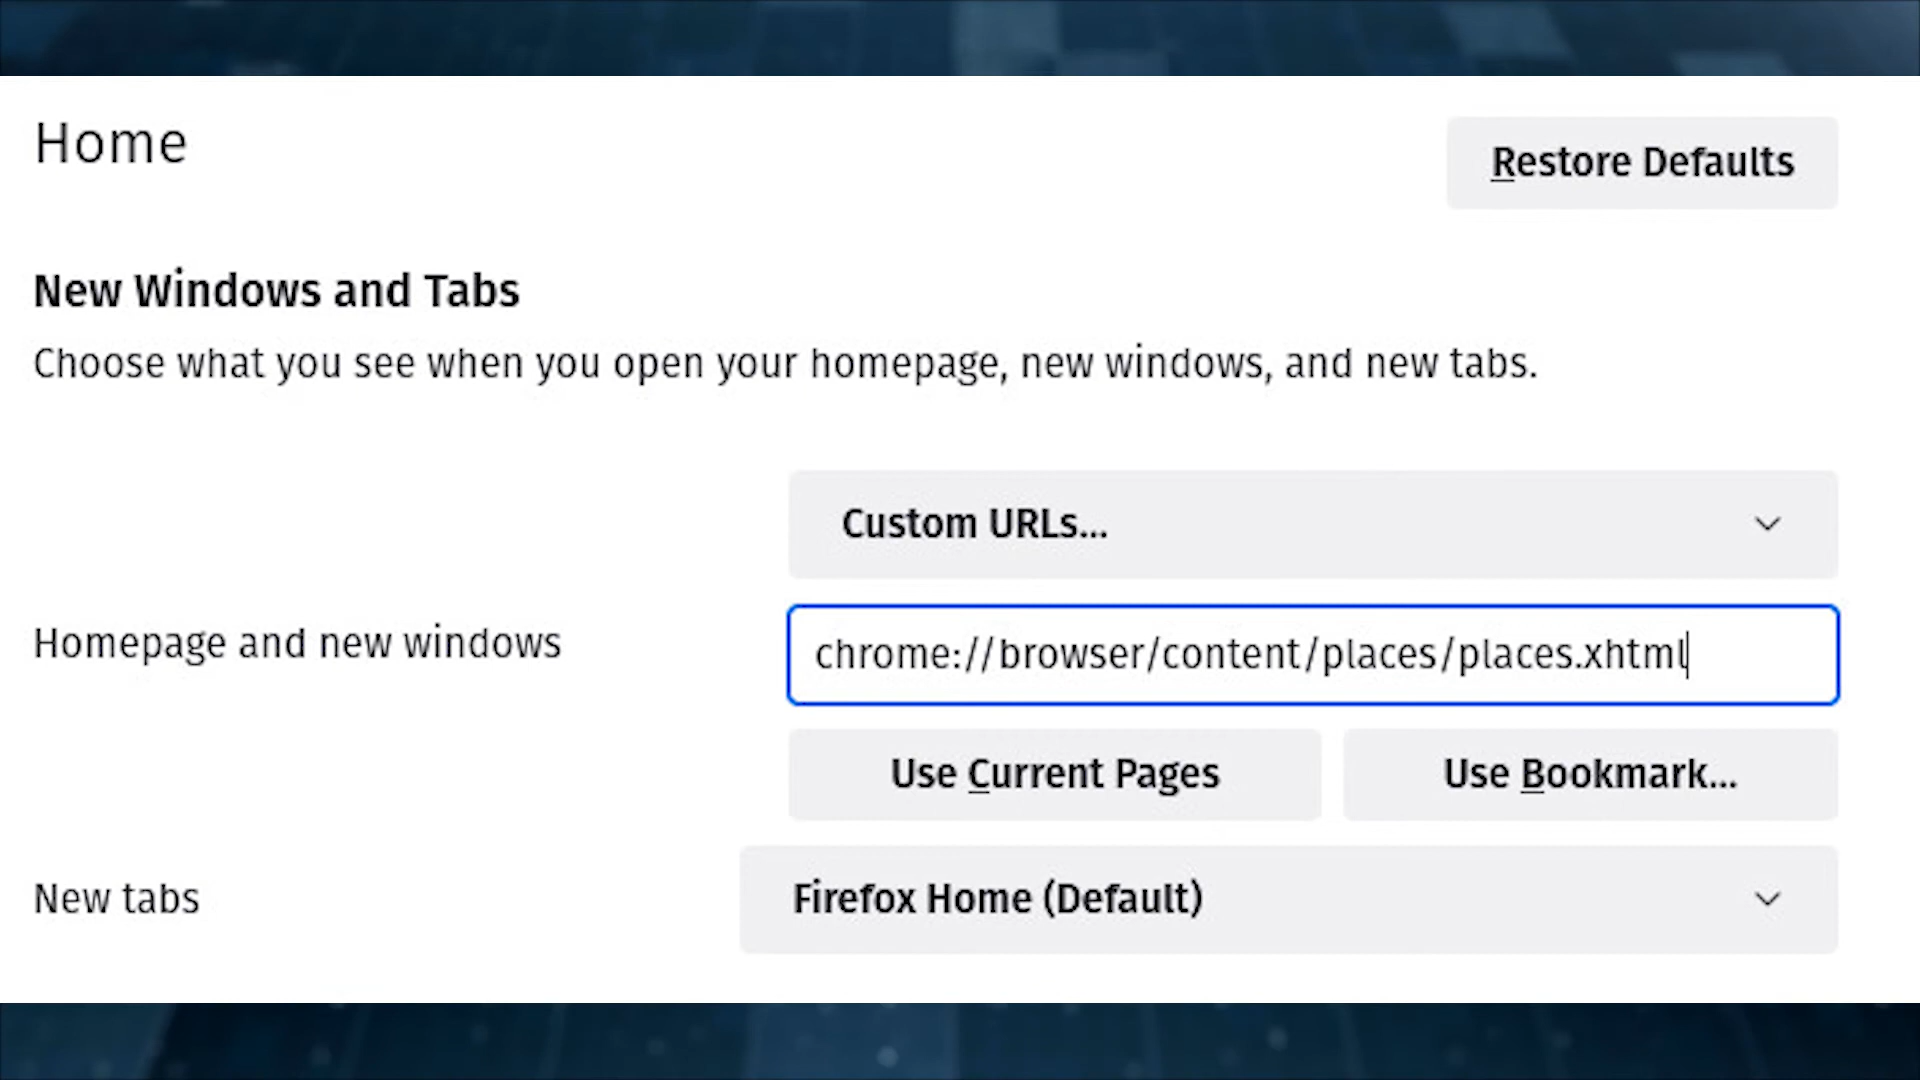 Home
Restore Defaults
New Windows and Tabs
Choose what you see when you open your homepage, new windows, and new tabs.
Custom URLs...
Homepage and new windows
chrome://browser/content/places/places.xhtml
Use Current Pages
Use Bookmark...
New tabs
Firefox Home (Default)